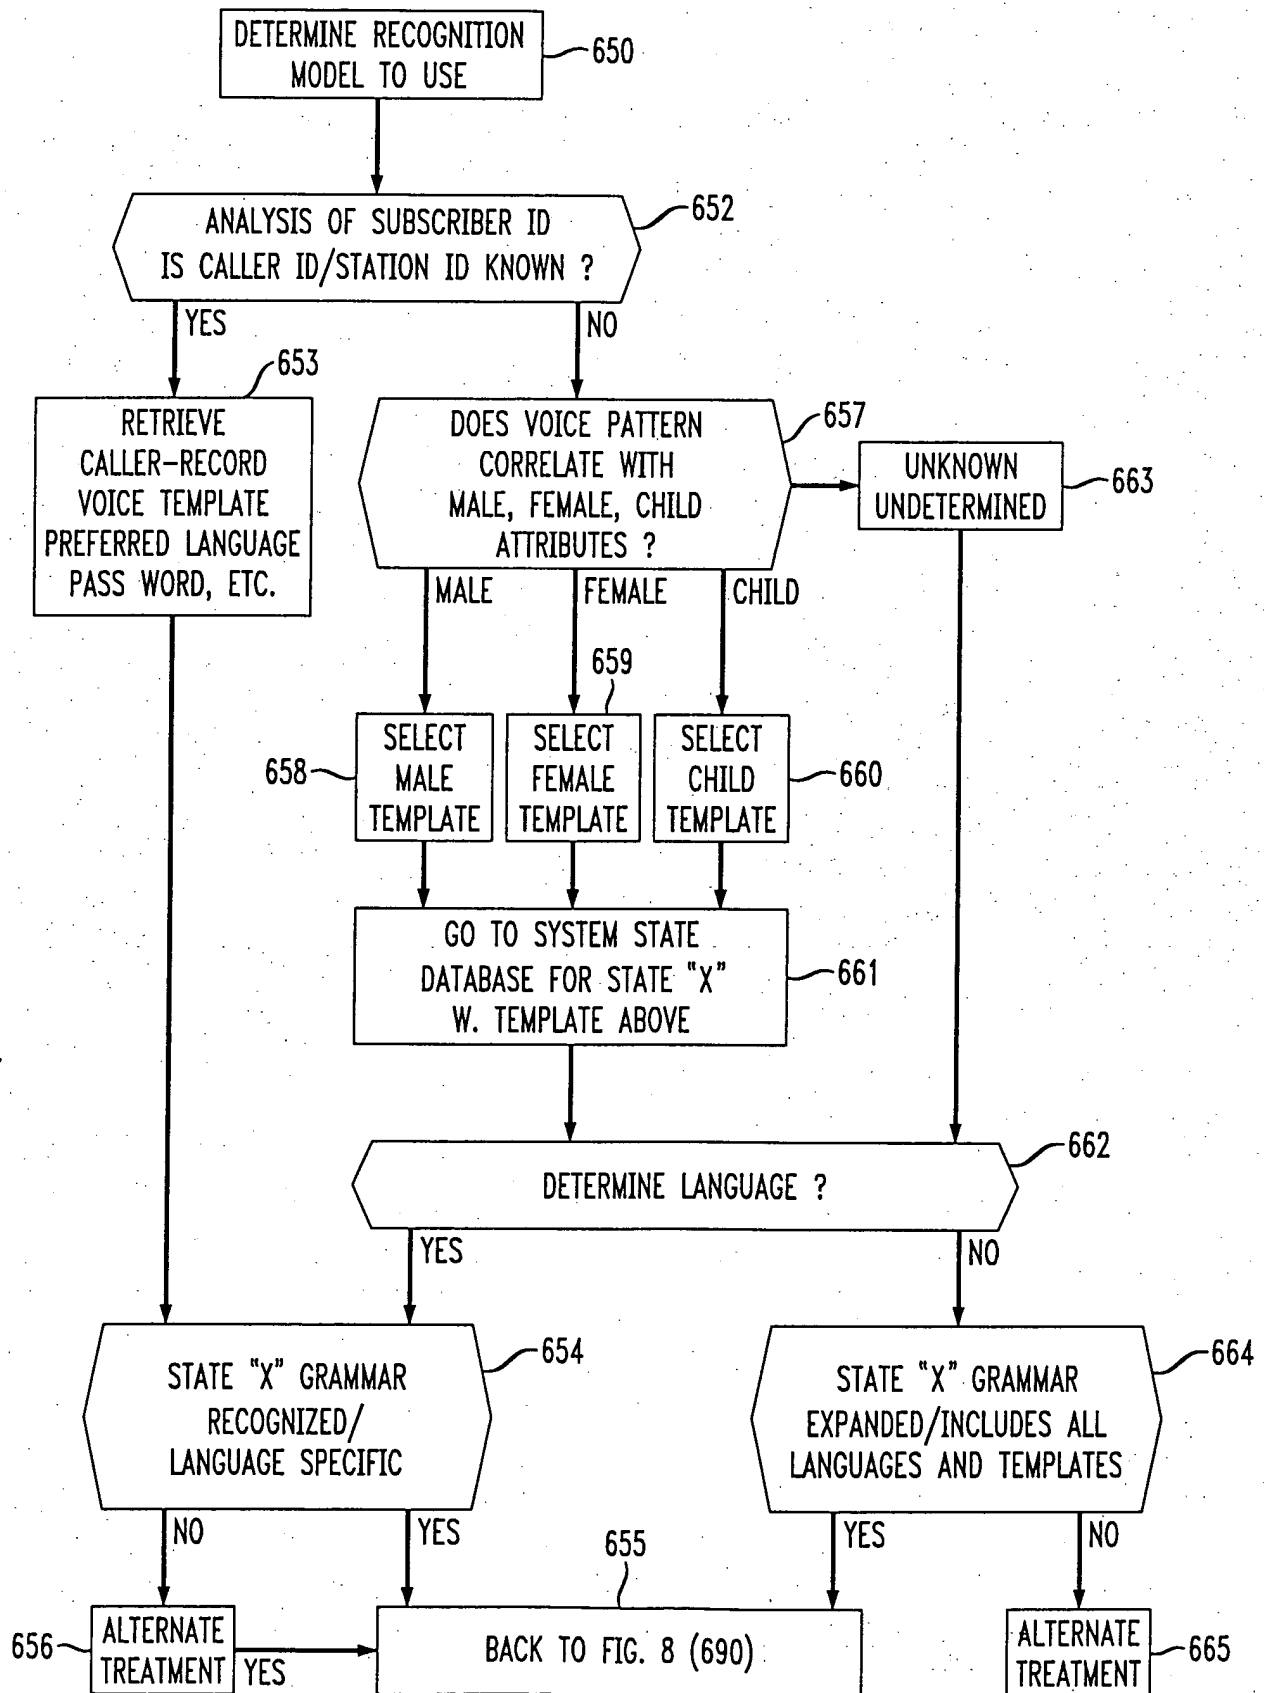 DETERMINE RECOGNITION
MODEL TO USE
650
ANALYSIS OF SUBSCRIBER ID
IS CALLER ID/STATION ID KNOWN ?
652
YES
NO
653
RETRIEVE
CALLER-RECORD
VOICE TEMPLATE
PREFERRED LANGUAGE
PASS WORD, ETC.
DOES VOICE PATTERN
CORRELATE WITH
MALE, FEMALE, CHILD
ATTRIBUTES ?
657
UNKNOWN
UNDETERMINED
663
MALE
FEMALE
CHILD
658
SELECT
MALE
TEMPLATE
659
SELECT
FEMALE
TEMPLATE
SELECT
CHILD
TEMPLATE
660
GO TO SYSTEM STATE
DATABASE FOR STATE "X"
W. TEMPLATE ABOVE
661
DETERMINE LANGUAGE ?
662
YES
NO
STATE "X" GRAMMAR
RECOGNIZED/
LANGUAGE SPECIFIC
654
STATE "X" GRAMMAR
EXPANDED/INCLUDES ALL
LANGUAGES AND TEMPLATES
664
NO
YES
YES
NO
656
ALTERNATE
TREATMENT
YES
655
BACK TO FIG. 8 (690)
ALTERNATE
TREATMENT
665